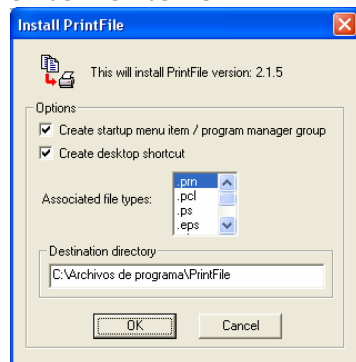 Install PrintFile
This will install PrintFile version: 2.1.5
Options
Create startup menu item / program manager group
Create desktop shortcut
Associated file types:
.prn
.pcl
.ps
.eps
Destination directory
C:\Archivos de programa\PrintFile
OK
Cancel